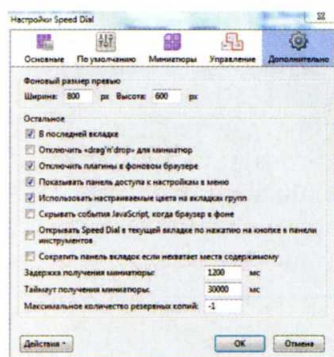 Настройки Speed Dial
Основные По умолчанию Миниатюры Управление Дополнительно
Фоновый размер превью
Ширина: 800 px Высота: 600 px
Остальное
В последней вкладке
Отключить «drag'n'drop» для миниатюр
Отключить плагины в фоновом браузере
Показывать панель доступа к настройкам в меню
Использовать настраиваемые цвета на вкладках групп
Скрывать события JavaScript, когда браузер в фоне
Открывать Speed Dial в текущей вкладке по нажатию на кнопке в панели
инструментов
Сократить панель вкладок если нехватает места содержимому
Задержка получения миниатюры: 1200 мс
Таймаут получения миниатюры: 30000 мс
Максимальное количество резервных копий: -1
Действия OK Отмена